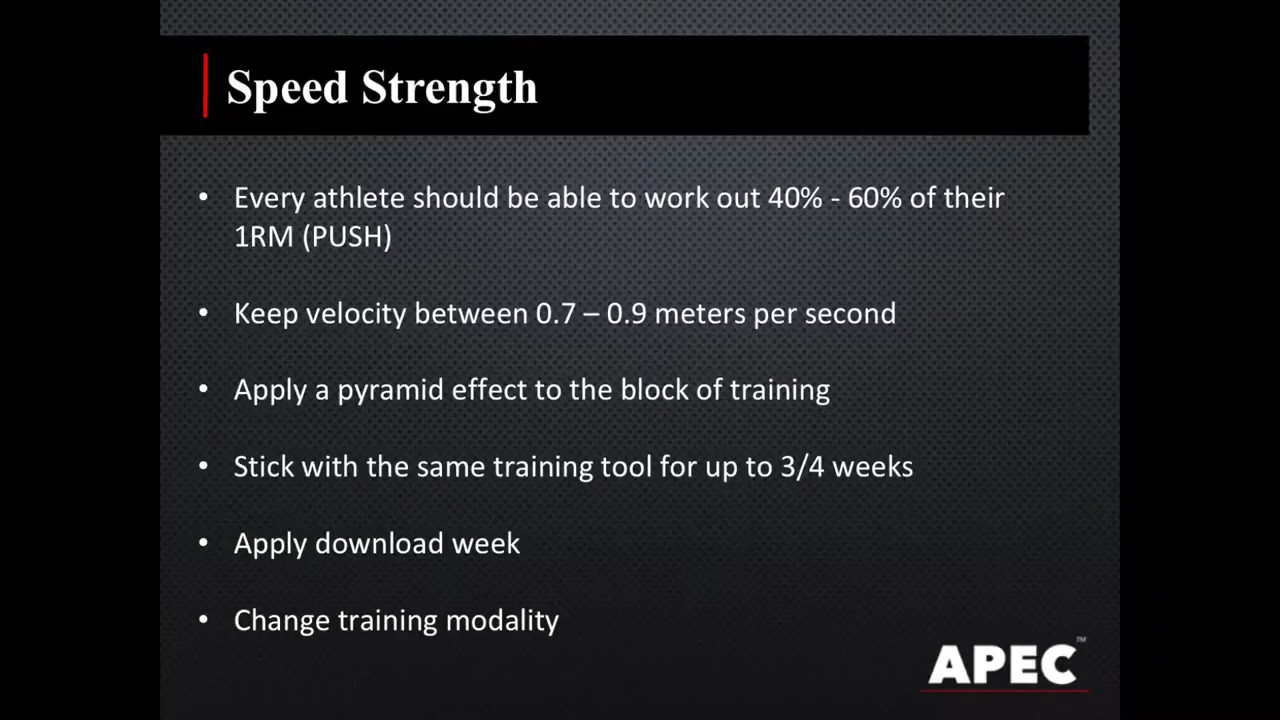 Speed Strength
• Every athlete should be able to work out 40% - 60% of their
1RM (PUSH)
• Keep velocity between 0.7 – 0.9 meters per second
• Apply a pyramid effect to the block of training
• Stick with the same training tool for up to 3/4 weeks
• Apply download week
• Change training modality
APEC™